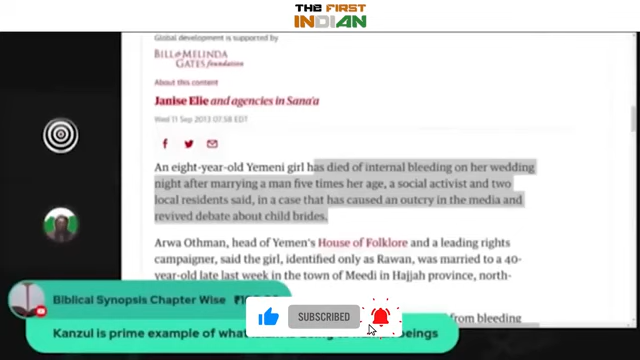 THE FIRST
INDIAN
Global development is supported by
BILL & MELINDA
GATES foundation
About this content
Janise Elie and agencies in Sana'a
Wed 11 Sep 2013 07.58 EDT
An eight-year-old Yemeni girl has died of internal bleeding on her wedding
night after marrying a man five times her age, a social activist and two
local residents said, in a case that has caused an outcry in the media and
revived debate about child brides.
Arwa Othman, head of Yemen's House of Folklore and a leading rights
campaigner, said the girl, identified only as Rawan, was married to a 40-
year-old late last week in the town of Meedi in Hajjah province, north-
from bleeding
Biblical Synopsis Chapter Wise
SUBSCRIBED
Kanzul is prime example of what